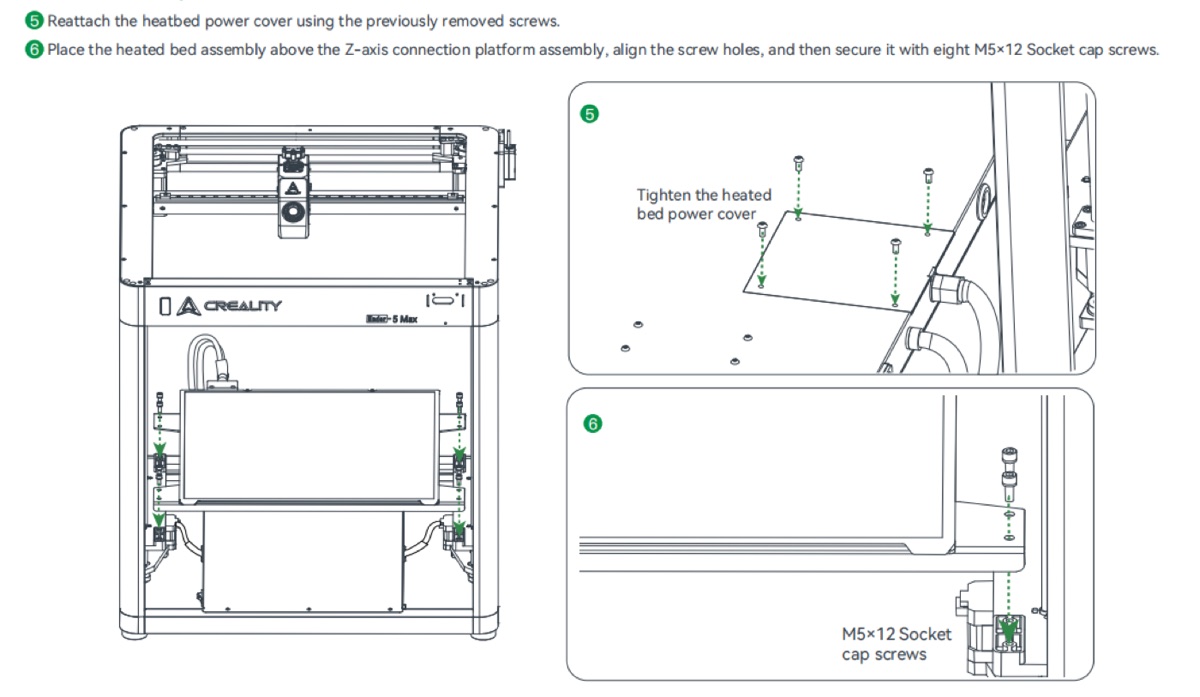 5 Reattach the heatbed power cover using the previously removed screws.
6 Place the heated bed assembly above the Z-axis connection platform assembly, align the screw holes, and then secure it with eight M5×12 Socket cap screws.
5
Tighten the heated
bed power cover
CREALITY
Ender-5 Max
6
M5×12 Socket
cap screws